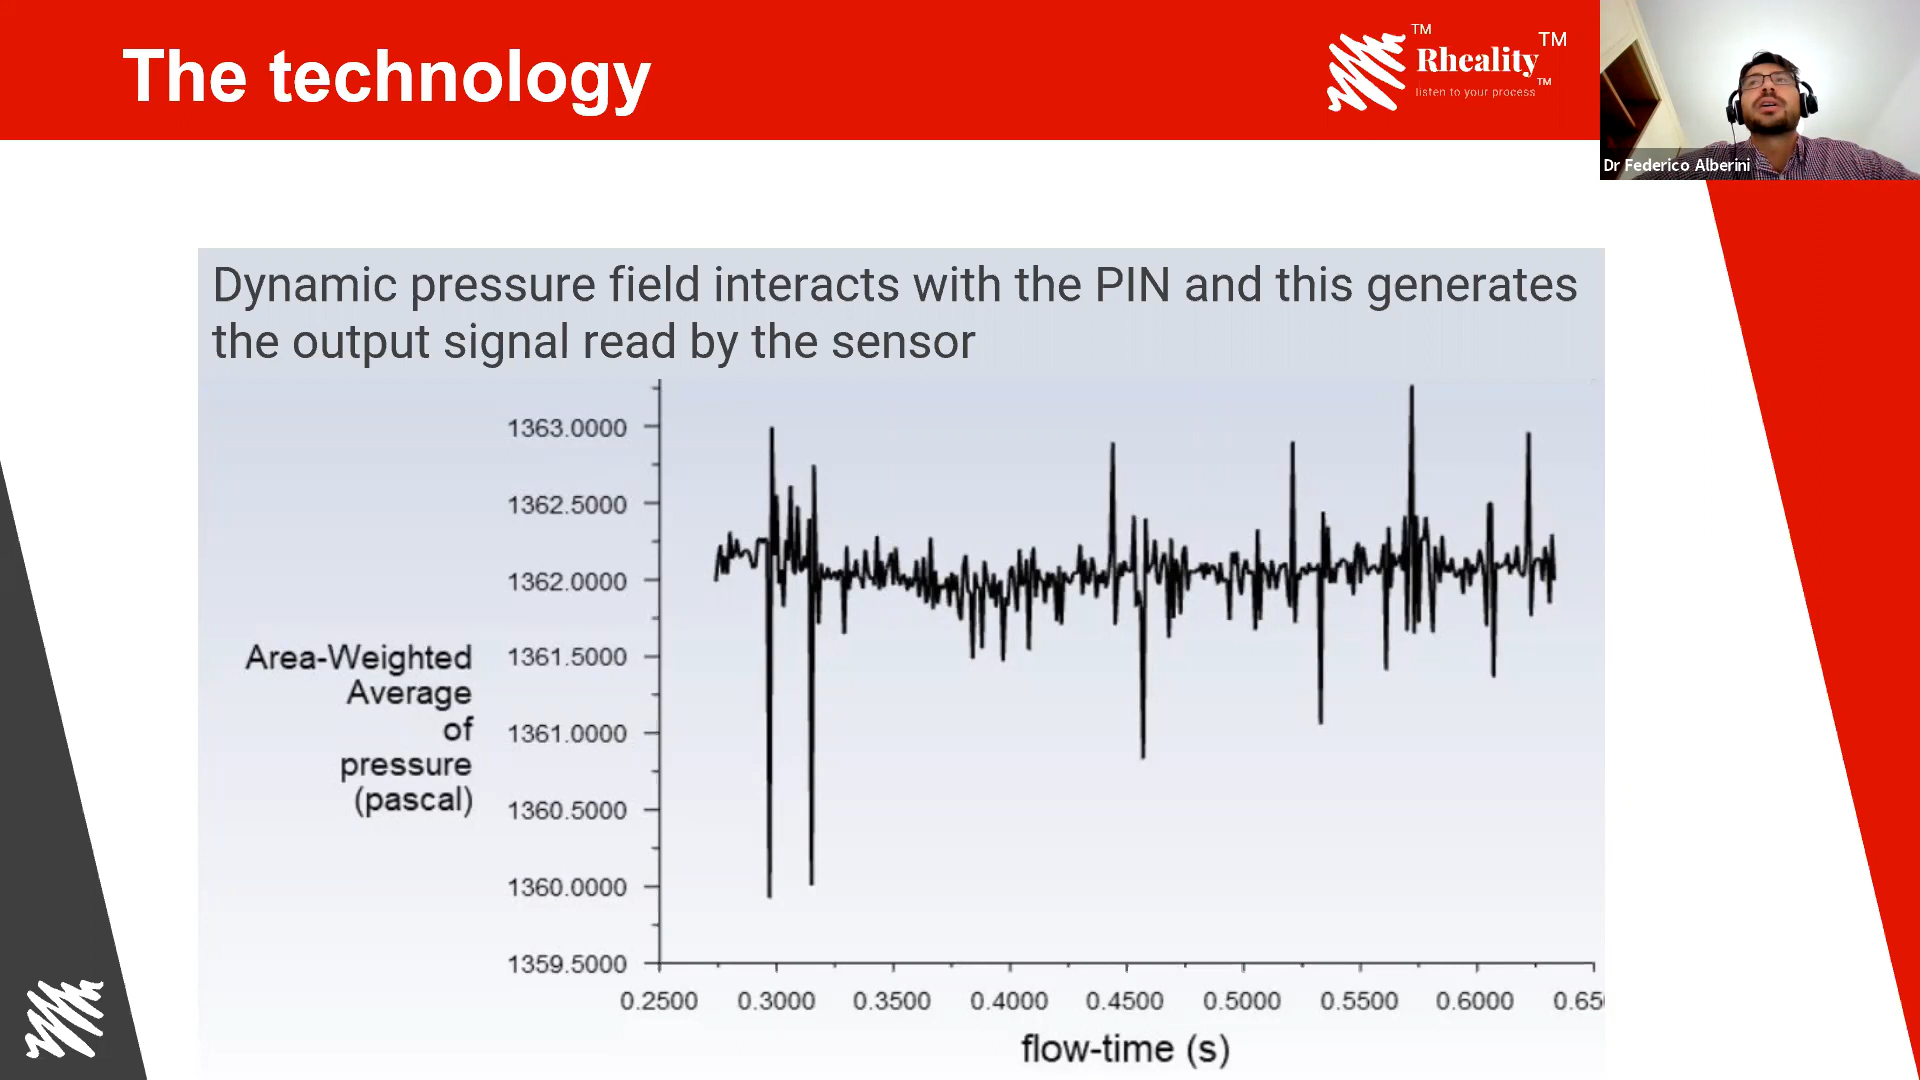 The technology
TM
Rheality
TM
listen to your process
TM
Dr Federico Alberini
Dynamic pressure field interacts with the PIN and this generates
the output signal read by the sensor
1363.0000
1362.5000
1362.0000
1361.5000
1361.0000
1360.5000
1360.0000
1359.5000
Area-Weighted
Average
of
pressure
(pascal)
0.2500 0.3000 0.3500 0.4000 0.4500 0.5000 0.5500 0.6000 0.65
flow-time (s)